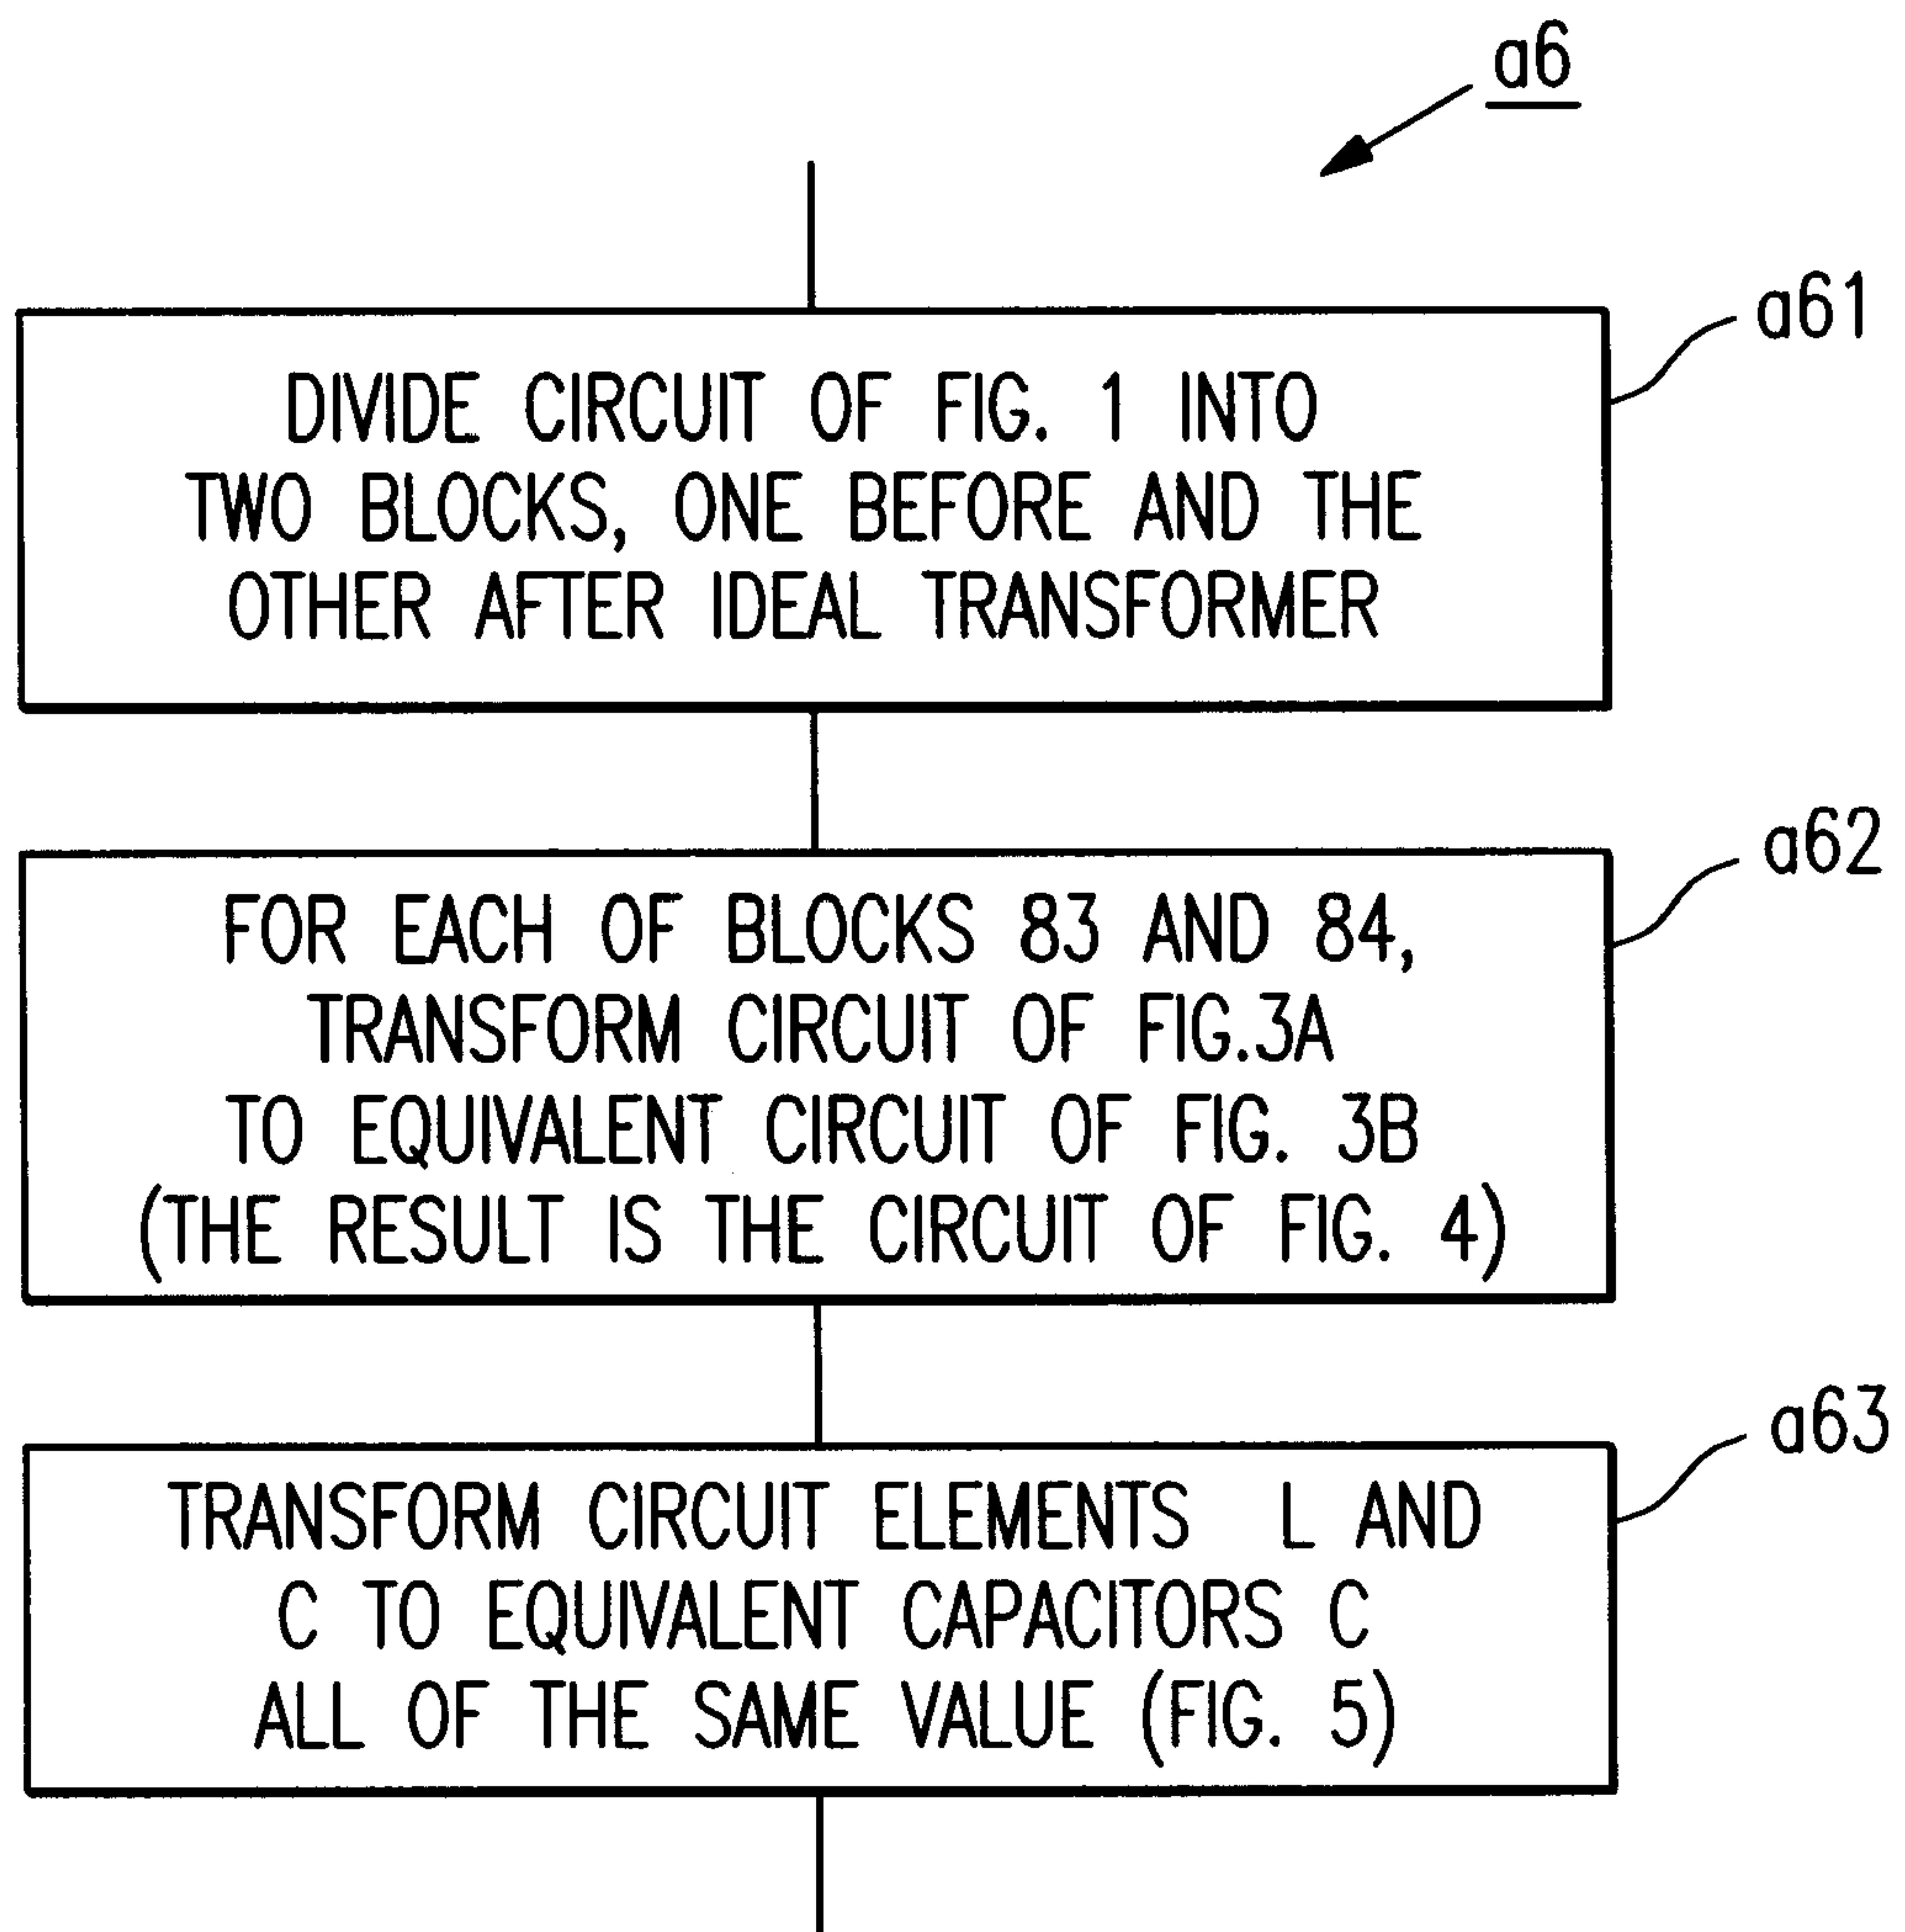 a6
a61
DIVIDE CIRCUIT OF FIG. 1 INTO
TWO BLOCKS, ONE BEFORE AND THE
OTHER AFTER IDEAL TRANSFORMER
a62
FOR EACH OF BLOCKS 83 AND 84,
TRANSFORM CIRCUIT OF FIG.3A
TO EQUIVALENT CIRCUIT OF FIG. 3B
(THE RESULT IS THE CIRCUIT OF FIG. 4)
a63
TRANSFORM CIRCUIT ELEMENTS L AND
C TO EQUIVALENT CAPACITORS C
ALL OF THE SAME VALUE (FIG. 5)